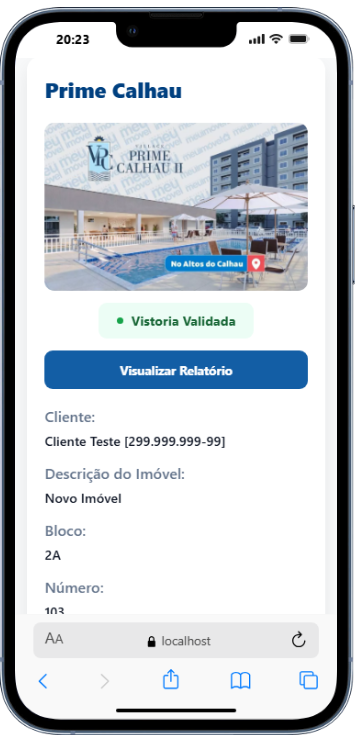 20:23
Prime Calhau
VILLAGE
VPC
PRIME
CALHAU II
No Altos do Calhau
Vistoria Validada
Visualizar Relatório
Cliente:
Cliente Teste [299.999.999-99]
Descrição do Imóvel:
Novo Imóvel
Bloco:
2A
Número:
103
AA
localhost